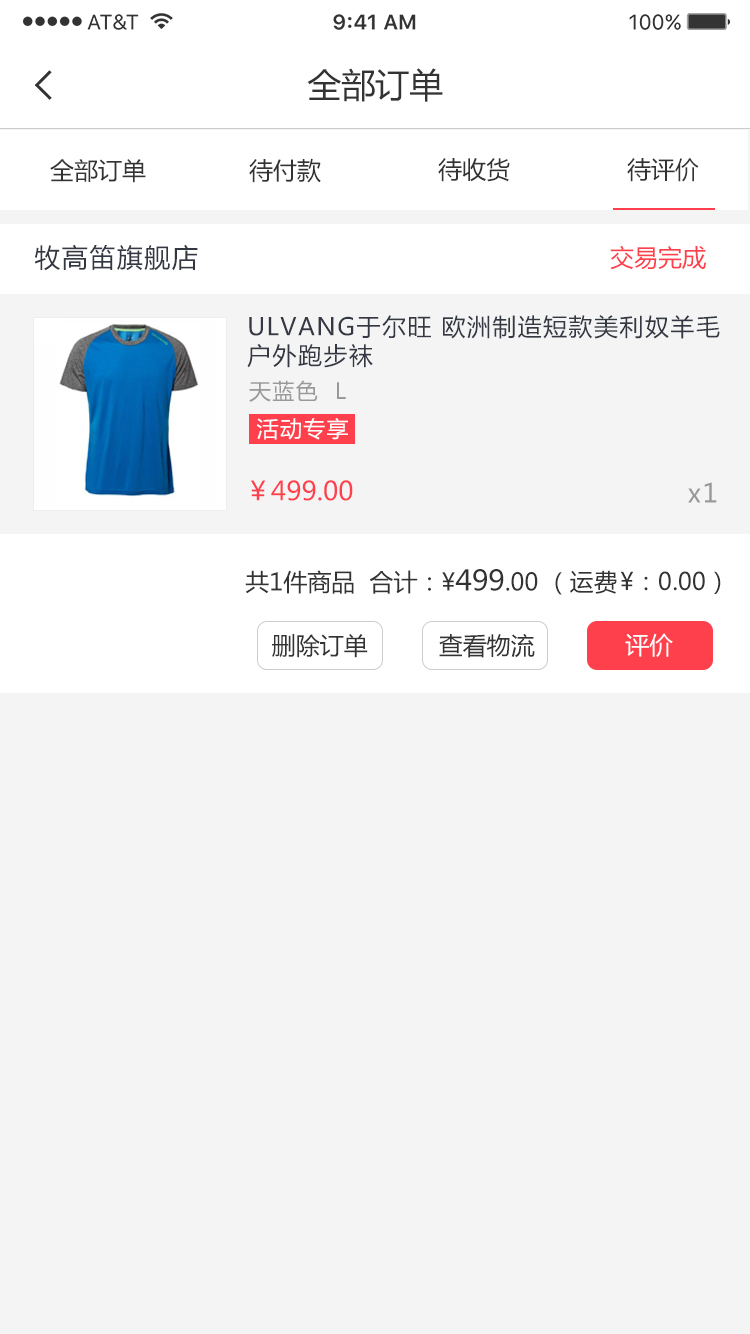 AT&T 9:41 AM 100%
全部订单
全部订单 待付款 待收货 待评价
牧高笛旗舰店 交易完成
ULVANG于尔旺 欧洲制造短款美利奴羊毛
户外跑步袜
天蓝色 L
活动专享
¥499.00 x1
共1件商品 合计：¥499.00（运费¥：0.00）
删除订单 查看物流 评价